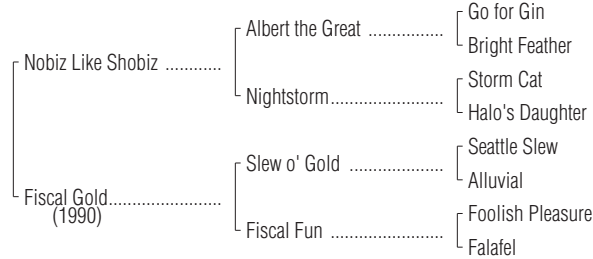 Go for Gin
Albert the Great ................
Bright Feather
Nobiz Like Shobiz ............
Storm Cat
Nightstorm........................
Halo's Daughter
Seattle Slew
Slew o' Gold ....................
Alluvial
Fiscal Gold........................
(1990)
Foolish Pleasure
Fiscal Fun ........................
Falafel